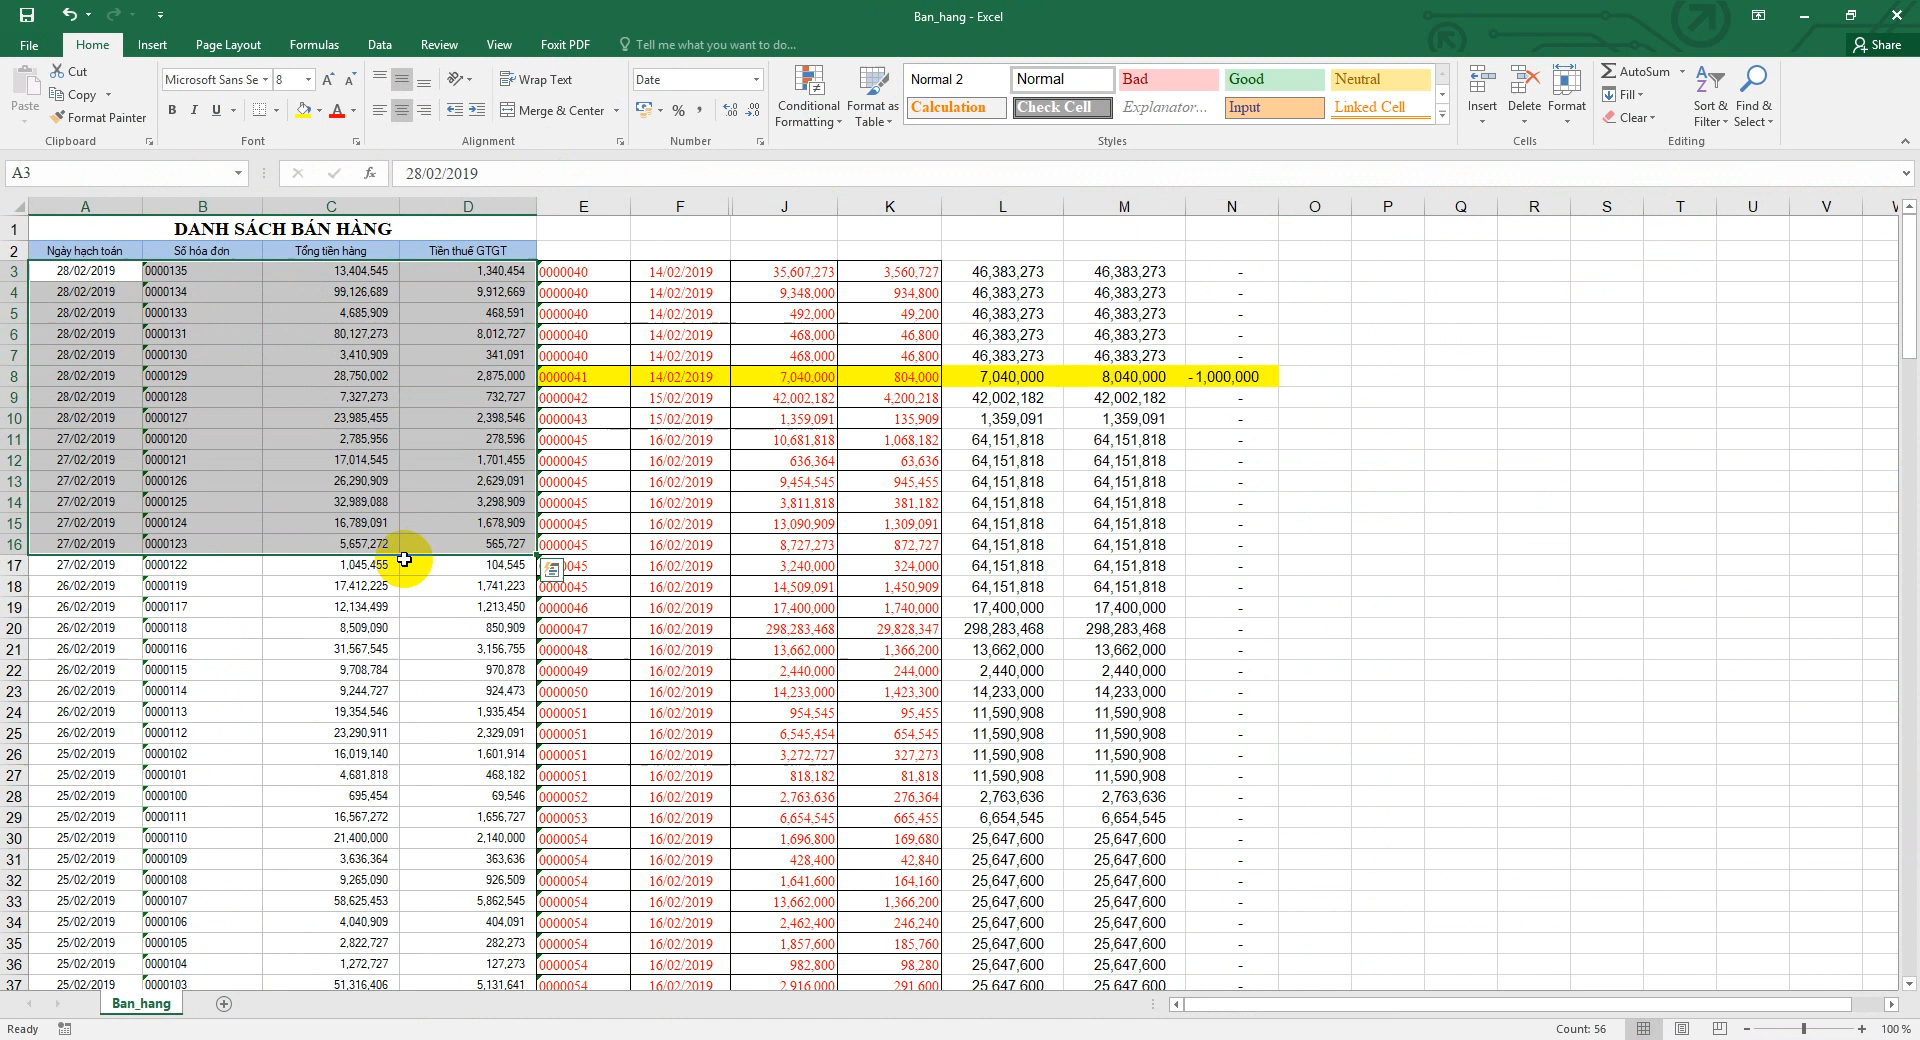 Ban_hang - Excel
File Home Insert Page Layout Formulas Data Review View Foxit PDF Tell me what you want to do... Share
Paste Cut Copy Format Painter Clipboard
Microsoft Sans Se 8 B I U Font
Wrap Text Merge & Center Alignment
Date % Number
Conditional Formatting Format as Table
Normal 2 Normal Bad Good Neutral
Calculation Check Cell Explanator... Input Linked Cell
Styles
Insert Delete Format Cells
AutoSum Fill Clear Sort & Filter Find & Select Editing
A3 fx 28/02/2019
A B C D E F J K L M N O P Q R S T U V
1 DANH SÁCH BÁN HÀNG
2 Ngày hạch toán Số hóa đơn Tổng tiền hàng Tiền thuế GTGT
3 28/02/2019 0000135 13,404,545 1,340,454 0000040 14/02/2019 35,607,273 3,560,727 46,383,273 46,383,273 -
4 28/02/2019 0000134 99,126,689 9,912,669 0000040 14/02/2019 9,348,000 934,800 46,383,273 46,383,273 -
5 28/02/2019 0000133 4,685,909 468,591 0000040 14/02/2019 492,000 49,200 46,383,273 46,383,273 -
6 28/02/2019 0000131 80,127,273 8,012,727 0000040 14/02/2019 468,000 46,800 46,383,273 46,383,273 -
7 28/02/2019 0000130 3,410,909 341,091 0000040 14/02/2019 468,000 46,800 46,383,273 46,383,273 -
8 28/02/2019 0000129 28,750,002 2,875,000 0000041 14/02/2019 7,040,000 804,000 7,040,000 8,040,000 - 1,000,000
9 28/02/2019 0000128 7,327,273 732,727 0000042 15/02/2019 42,002,182 4,200,218 42,002,182 42,002,182 -
10 28/02/2019 0000127 23,985,455 2,398,546 0000043 15/02/2019 1,359,091 135,909 1,359,091 1,359,091 -
11 27/02/2019 0000120 2,785,956 278,596 0000045 16/02/2019 10,681,818 1,068,182 64,151,818 64,151,818 -
12 27/02/2019 0000121 17,014,545 1,701,455 0000045 16/02/2019 636,364 63,636 64,151,818 64,151,818 -
13 27/02/2019 0000126 26,290,909 2,629,091 0000045 16/02/2019 9,454,545 945,455 64,151,818 64,151,818 -
14 27/02/2019 0000125 32,989,088 3,298,909 0000045 16/02/2019 3,811,818 381,182 64,151,818 64,151,818 -
15 27/02/2019 0000124 16,789,091 1,678,909 0000045 16/02/2019 13,090,909 1,309,091 64,151,818 64,151,818 -
16 27/02/2019 0000123 5,657,272 565,727 0000045 16/02/2019 8,727,273 872,727 64,151,818 64,151,818 -
17 27/02/2019 0000122 1,045,455 104,545 045 16/02/2019 3,240,000 324,000 64,151,818 64,151,818 -
18 26/02/2019 0000119 17,412,225 1,741,223 0000045 16/02/2019 14,509,091 1,450,909 64,151,818 64,151,818 -
19 26/02/2019 0000117 12,134,499 1,213,450 0000046 16/02/2019 17,400,000 1,740,000 17,400,000 17,400,000 -
20 26/02/2019 0000118 8,509,090 850,909 0000047 16/02/2019 298,283,468 29,828,347 298,283,468 298,283,468 -
21 26/02/2019 0000116 31,567,545 3,156,755 0000048 16/02/2019 13,662,000 1,366,200 13,662,000 13,662,000 -
22 26/02/2019 0000115 9,708,784 970,878 0000049 16/02/2019 2,440,000 244,000 2,440,000 2,440,000 -
23 26/02/2019 0000114 9,244,727 924,473 0000050 16/02/2019 14,233,000 1,423,300 14,233,000 14,233,000 -
24 26/02/2019 0000113 19,354,546 1,935,454 0000051 16/02/2019 954,545 95,455 11,590,908 11,590,908 -
25 26/02/2019 0000112 23,290,911 2,329,091 0000051 16/02/2019 6,545,454 654,545 11,590,908 11,590,908 -
26 25/02/2019 0000102 16,019,140 1,601,914 0000051 16/02/2019 3,272,727 327,273 11,590,908 11,590,908 -
27 25/02/2019 0000101 4,681,818 468,182 0000051 16/02/2019 818,182 81,818 11,590,908 11,590,908 -
28 25/02/2019 0000100 695,454 69,546 0000052 16/02/2019 2,763,636 276,364 2,763,636 2,763,636 -
29 25/02/2019 0000111 16,567,272 1,656,727 0000053 16/02/2019 6,654,545 665,455 6,654,545 6,654,545 -
30 25/02/2019 0000110 21,400,000 2,140,000 0000054 16/02/2019 1,696,800 169,680 25,647,600 25,647,600 -
31 25/02/2019 0000109 3,636,364 363,636 0000054 16/02/2019 428,400 42,840 25,647,600 25,647,600 -
32 25/02/2019 0000108 9,265,090 926,509 0000054 16/02/2019 1,641,600 164,160 25,647,600 25,647,600 -
33 25/02/2019 0000107 58,625,453 5,862,545 0000054 16/02/2019 13,662,000 1,366,200 25,647,600 25,647,600 -
34 25/02/2019 0000106 4,040,909 404,091 0000054 16/02/2019 2,462,400 246,240 25,647,600 25,647,600 -
35 25/02/2019 0000105 2,822,727 282,273 0000054 16/02/2019 1,857,600 185,760 25,647,600 25,647,600 -
36 25/02/2019 0000104 1,272,727 127,273 0000054 16/02/2019 982,800 98,280 25,647,600 25,647,600 -
37 25/02/2019 0000103 51,316,406 5,131,641 0000054 16/02/2019 2,916,000 291,600 25,647,600 25,647,600
Ban_hang
Ready Count: 56 100 %